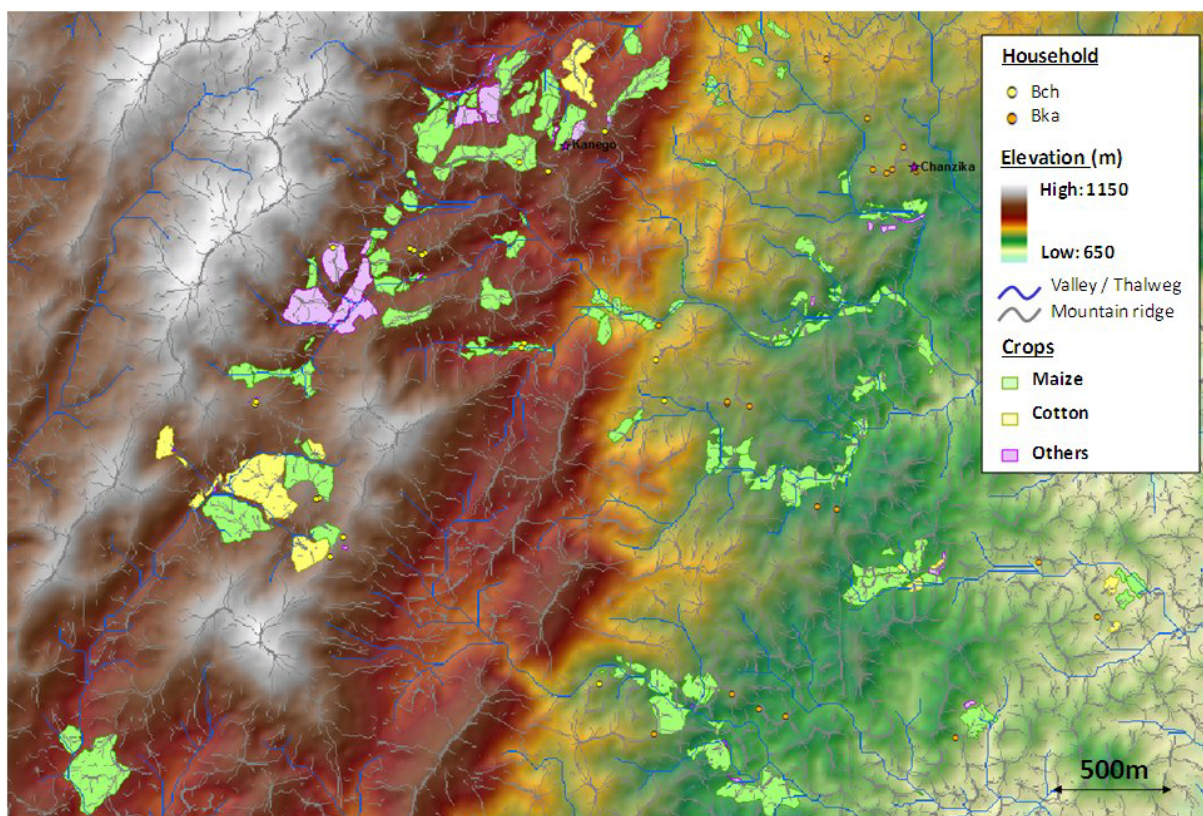 Household
Bch
Bka
Elevation (m)
High: 1150
Low: 650
Valley / Thalweg
Mountain ridge
Crops
Maize
Cotton
Others
Kanego
Chanzika
500m